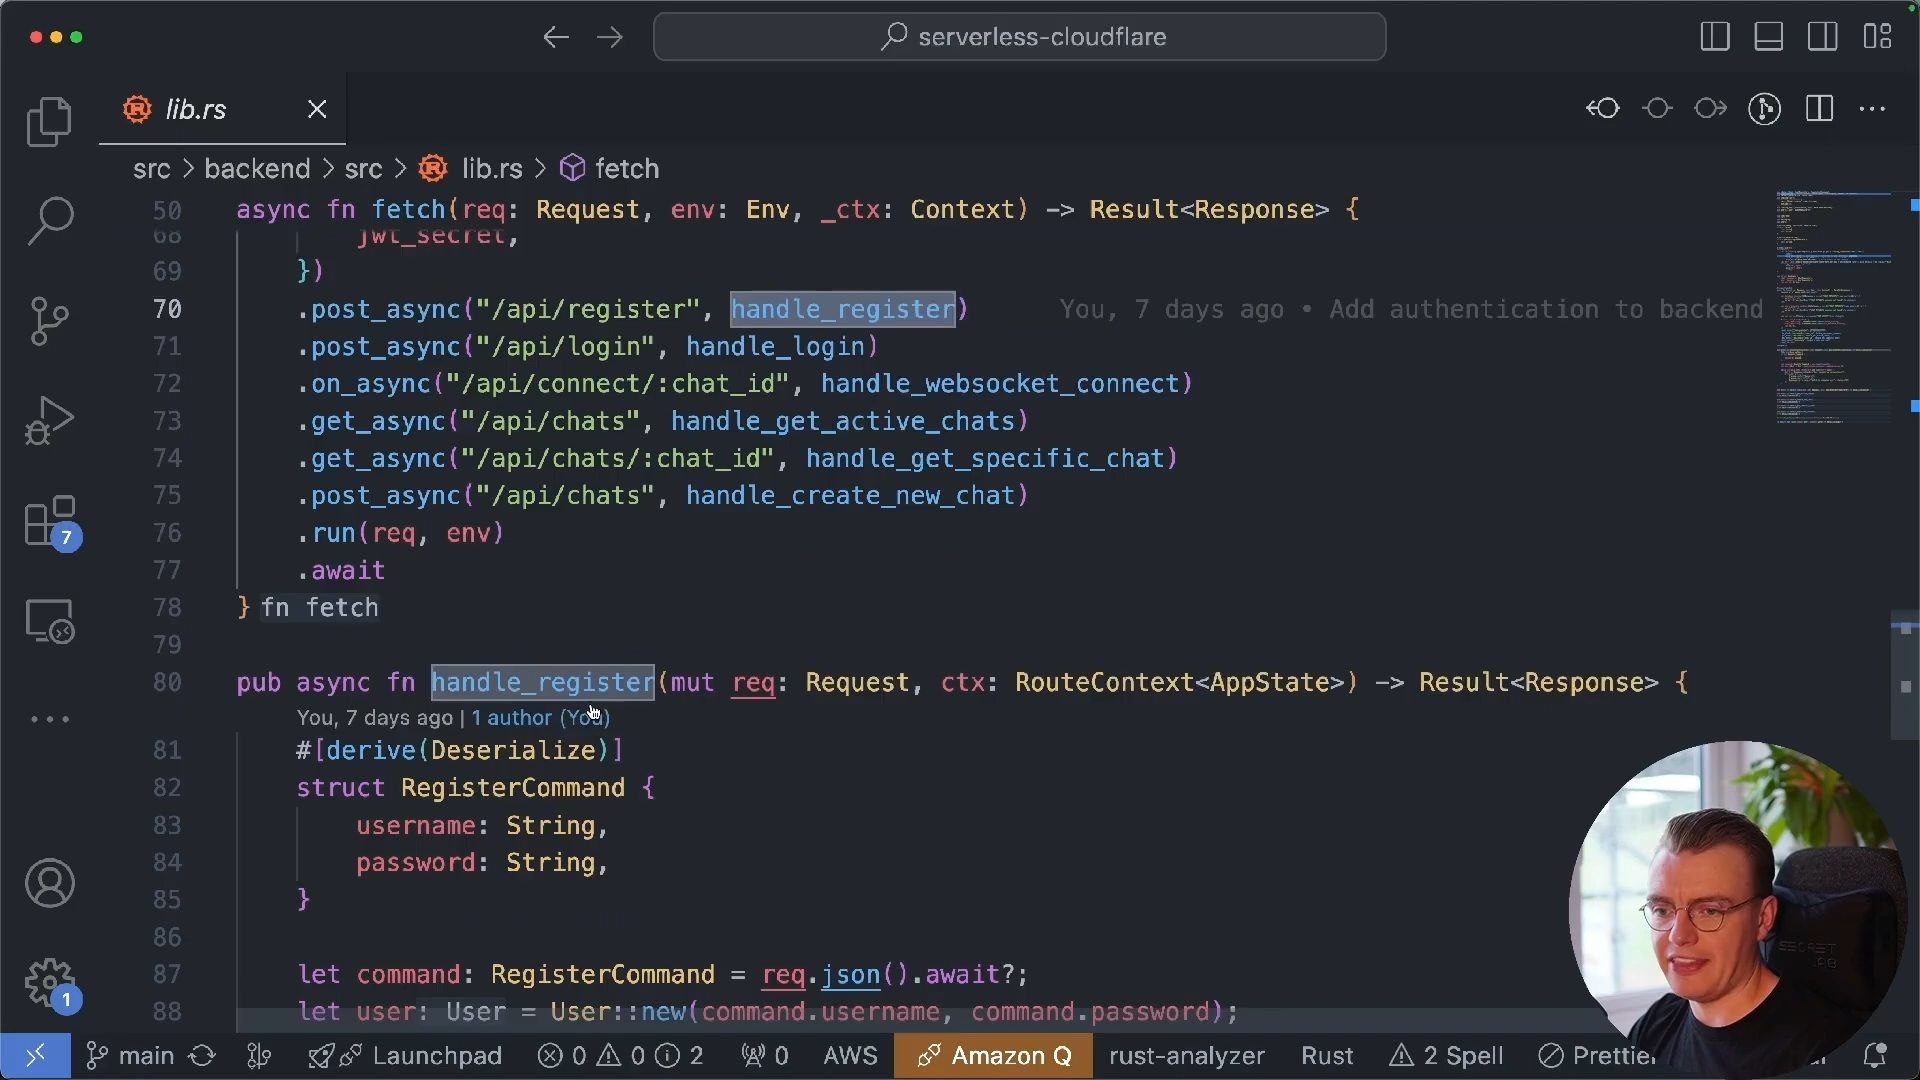 serverless-cloudflare
lib.rs
src > backend > src > lib.rs > fetch
50 async fn fetch(req: Request, env: Env, _ctx: Context) -> Result<Response> {
68 jwt_secret,
69 })
70 .post_async("/api/register", handle_register) You, 7 days ago • Add authentication to backend
71 .post_async("/api/login", handle_login)
72 .on_async("/api/connect/:chat_id", handle_websocket_connect)
73 .get_async("/api/chats", handle_get_active_chats)
74 .get_async("/api/chats/:chat_id", handle_get_specific_chat)
75 .post_async("/api/chats", handle_create_new_chat)
76 .run(req, env)
77 .await
78 } fn fetch
79
80 pub async fn handle_register(mut req: Request, ctx: RouteContext<AppState>) -> Result<Response> {
You, 7 days ago | 1 author (You)
81 #[derive(Deserialize)]
82 struct RegisterCommand {
83 username: String,
84 password: String,
85 }
86
87 let command: RegisterCommand = req.json().await?;
88 let user: User = User::new(command.username, command.password);
7
1
main 0 0 2 Launchpad 0 AWS Amazon Q rust-analyzer Rust 2 Spell Prettier
SECRET
LAB